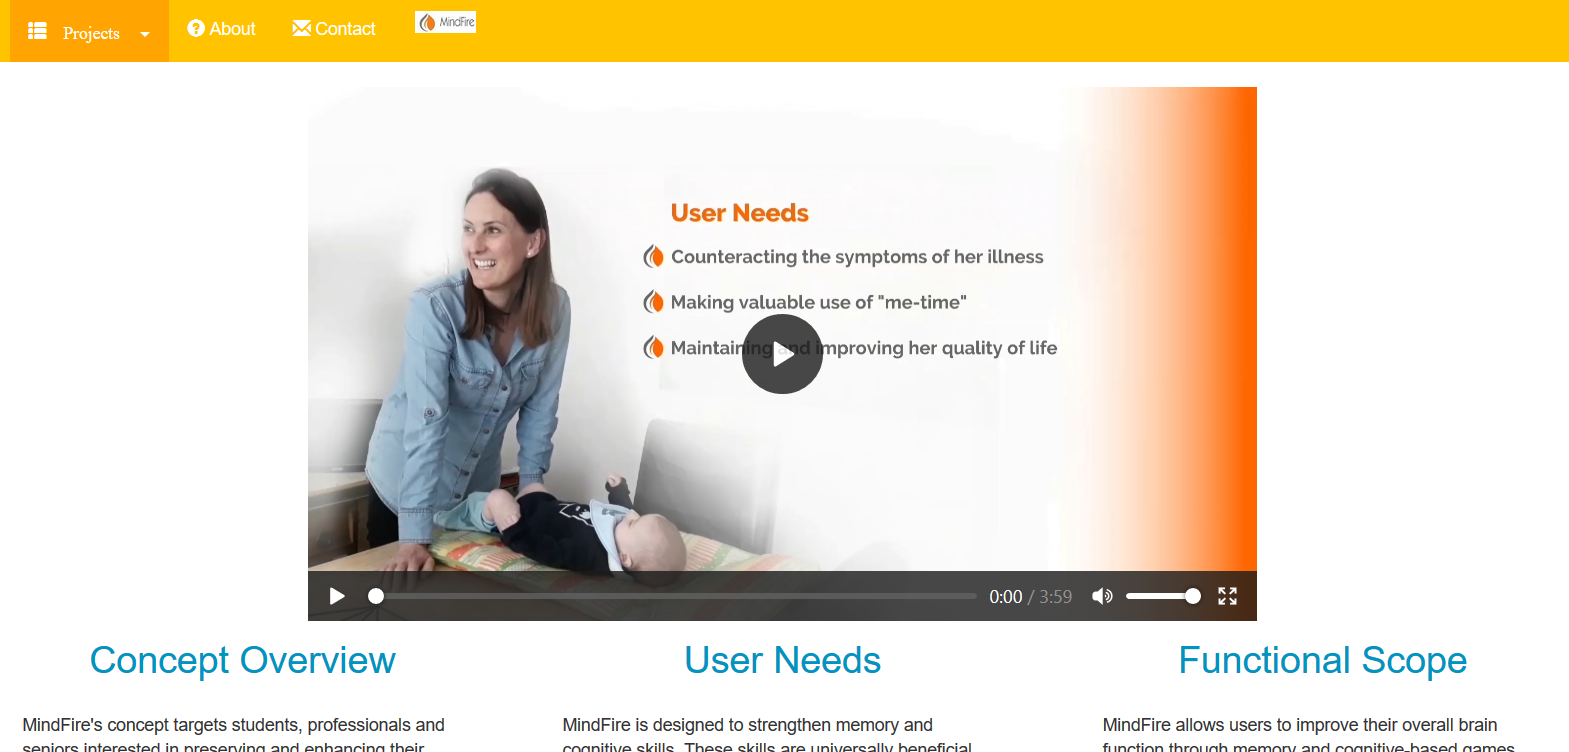 Projects
About
Contact
MindFire
User Needs
Counteracting the symptoms of her illness
Making valuable use of "me-time"
Maintaining and improving her quality of life
0:00 / 3:59
Concept Overview
MindFire's concept targets students, professionals and
seniors interested in preserving and enhancing their
User Needs
MindFire is designed to strengthen memory and
cognitive skills. These skills are universally beneficial
Functional Scope
MindFire allows users to improve their overall brain
function through memory and cognitive-based games